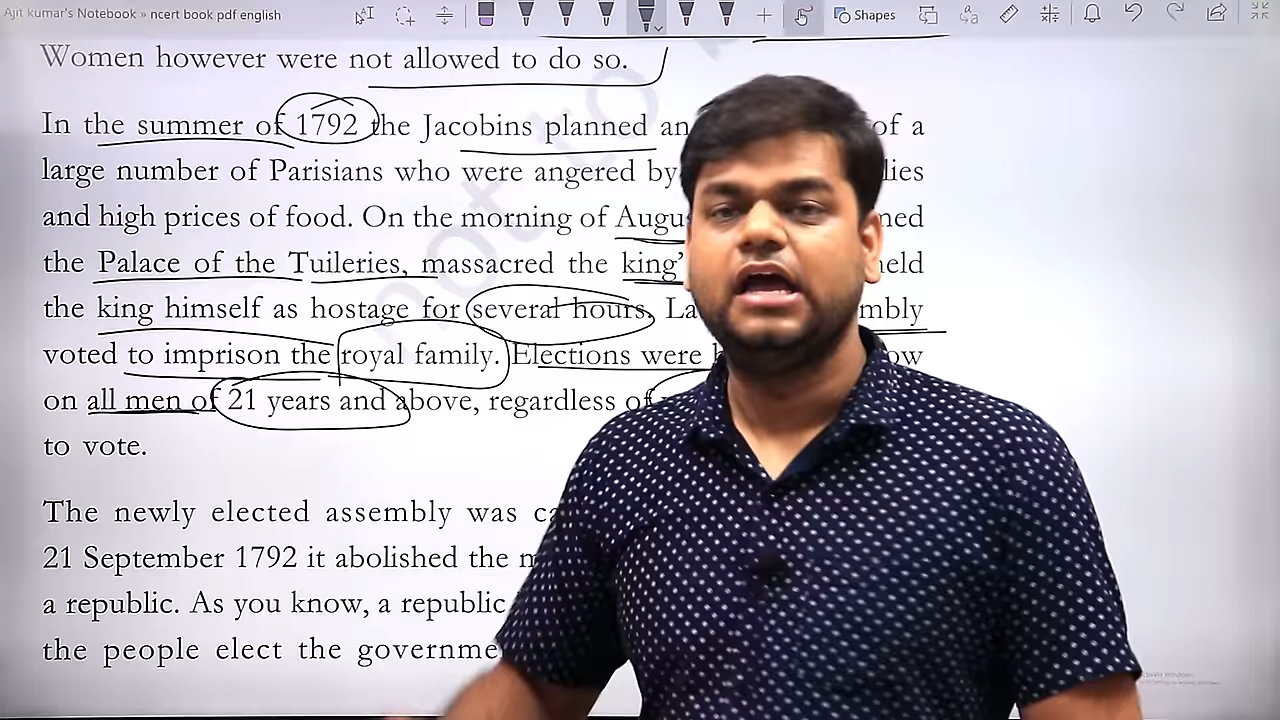 Ajit kumar's Notebook » ncert book pdf english
Shapes
Women however were not allowed to do so.
In the summer of 1792 the Jacobins planned an of a
large number of Parisians who were angered by lies
and high prices of food. On the morning of Augu med
the Palace of the Tuileries, massacred the king' held
the king himself as hostage for several hours. La mbly
voted to imprison the royal family. Elections were h ow
on all men of 21 years and above, regardless of
to vote.
The newly elected assembly was ca
21 September 1792 it abolished the m
a republic. As you know, a republic
the people elect the governme
not to b